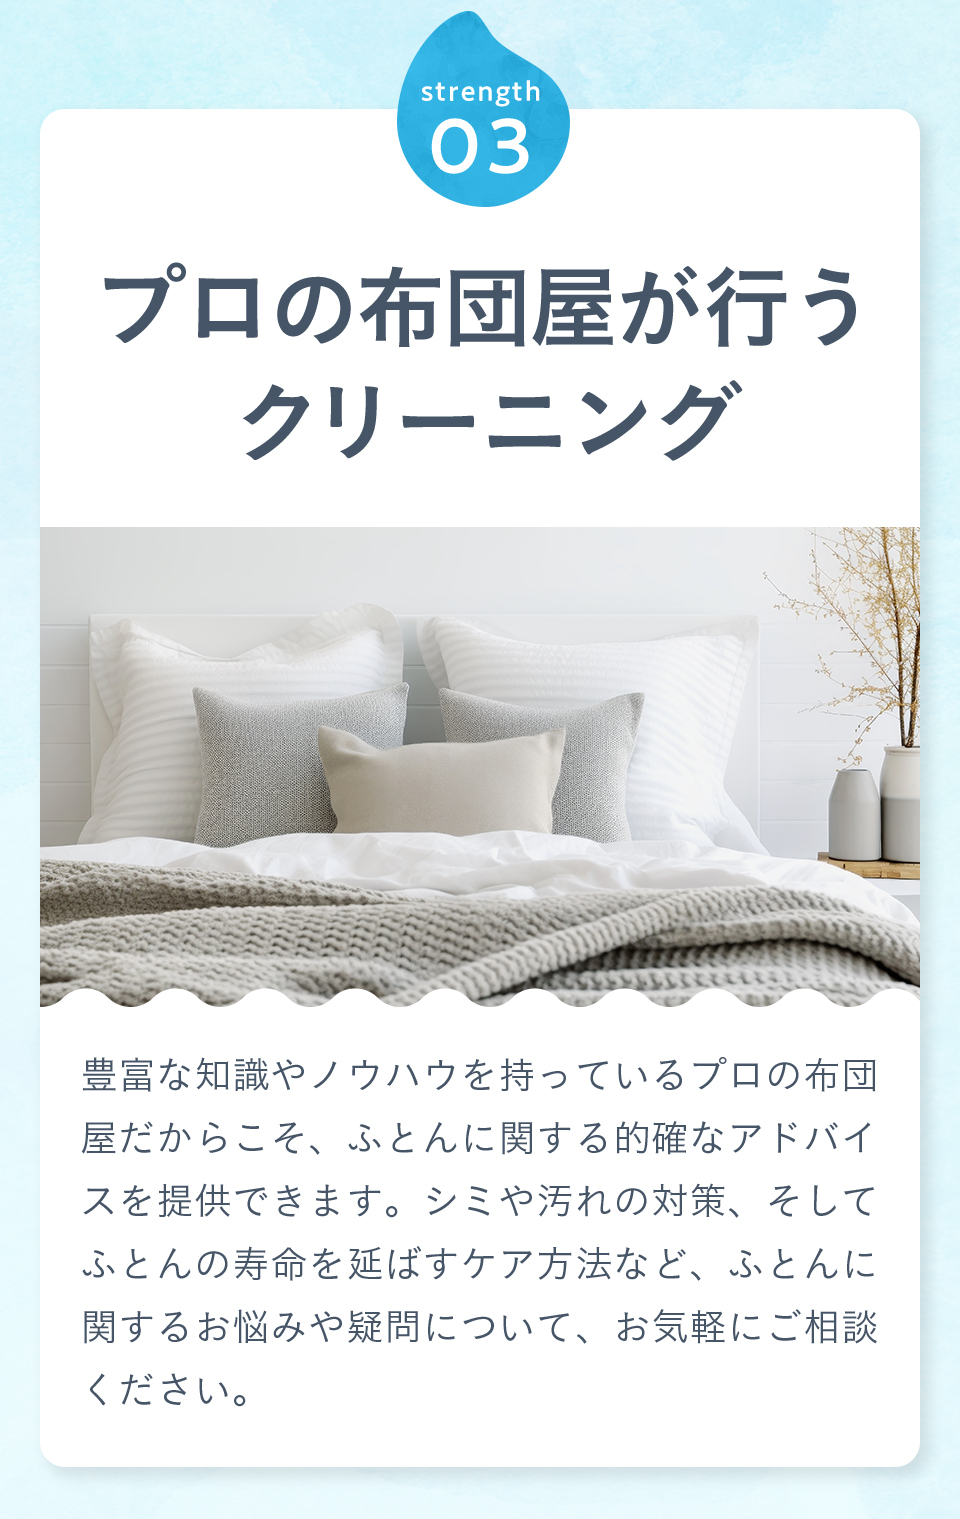 strength
03
プロの布団屋が行う
クリーニング
豊富な知識やノウハウを持っているプロの布団
屋だからこそ、ふとんに関する的確なアドバイ
スを提供できます。シミや汚れの対策、そして
ふとんの寿命を延ばすケア方法など、ふとんに
関するお悩みや疑問について、お気軽にご相談
ください。